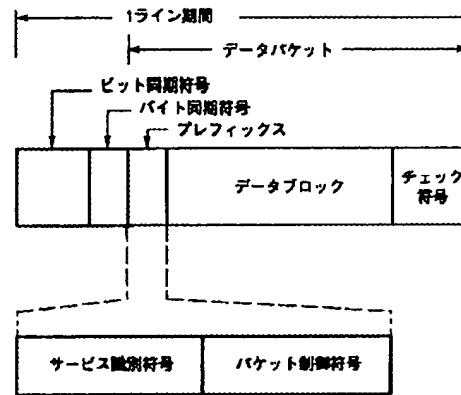 1ライン期間
データパケット
ビット同期符号
バイト同期符号
プレフィックス
データブロック
チェック
符号
サービス識別符号
パケット制御符号